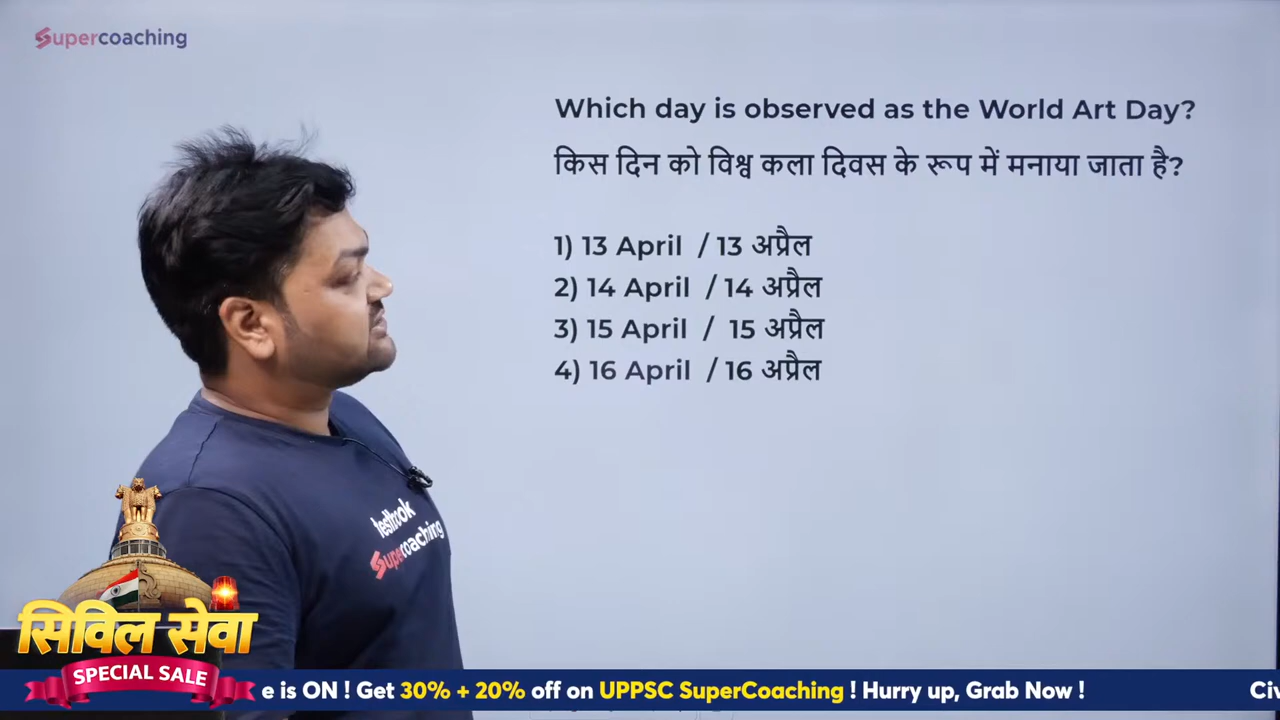 Supercoaching
Which day is observed as the World Art Day?
किस दिन को विश्व कला दिवस के रूप में मनाया जाता है?
1) 13 April / 13 अप्रैल
2) 14 April / 14 अप्रैल
3) 15 April / 15 अप्रैल
4) 16 April / 16 अप्रैल
testbook
Supercoaching
सिविल सेवा
SPECIAL SALE
e is ON ! Get 30% + 20% off on UPPSC SuperCoaching ! Hurry up, Grab Now !
Civ